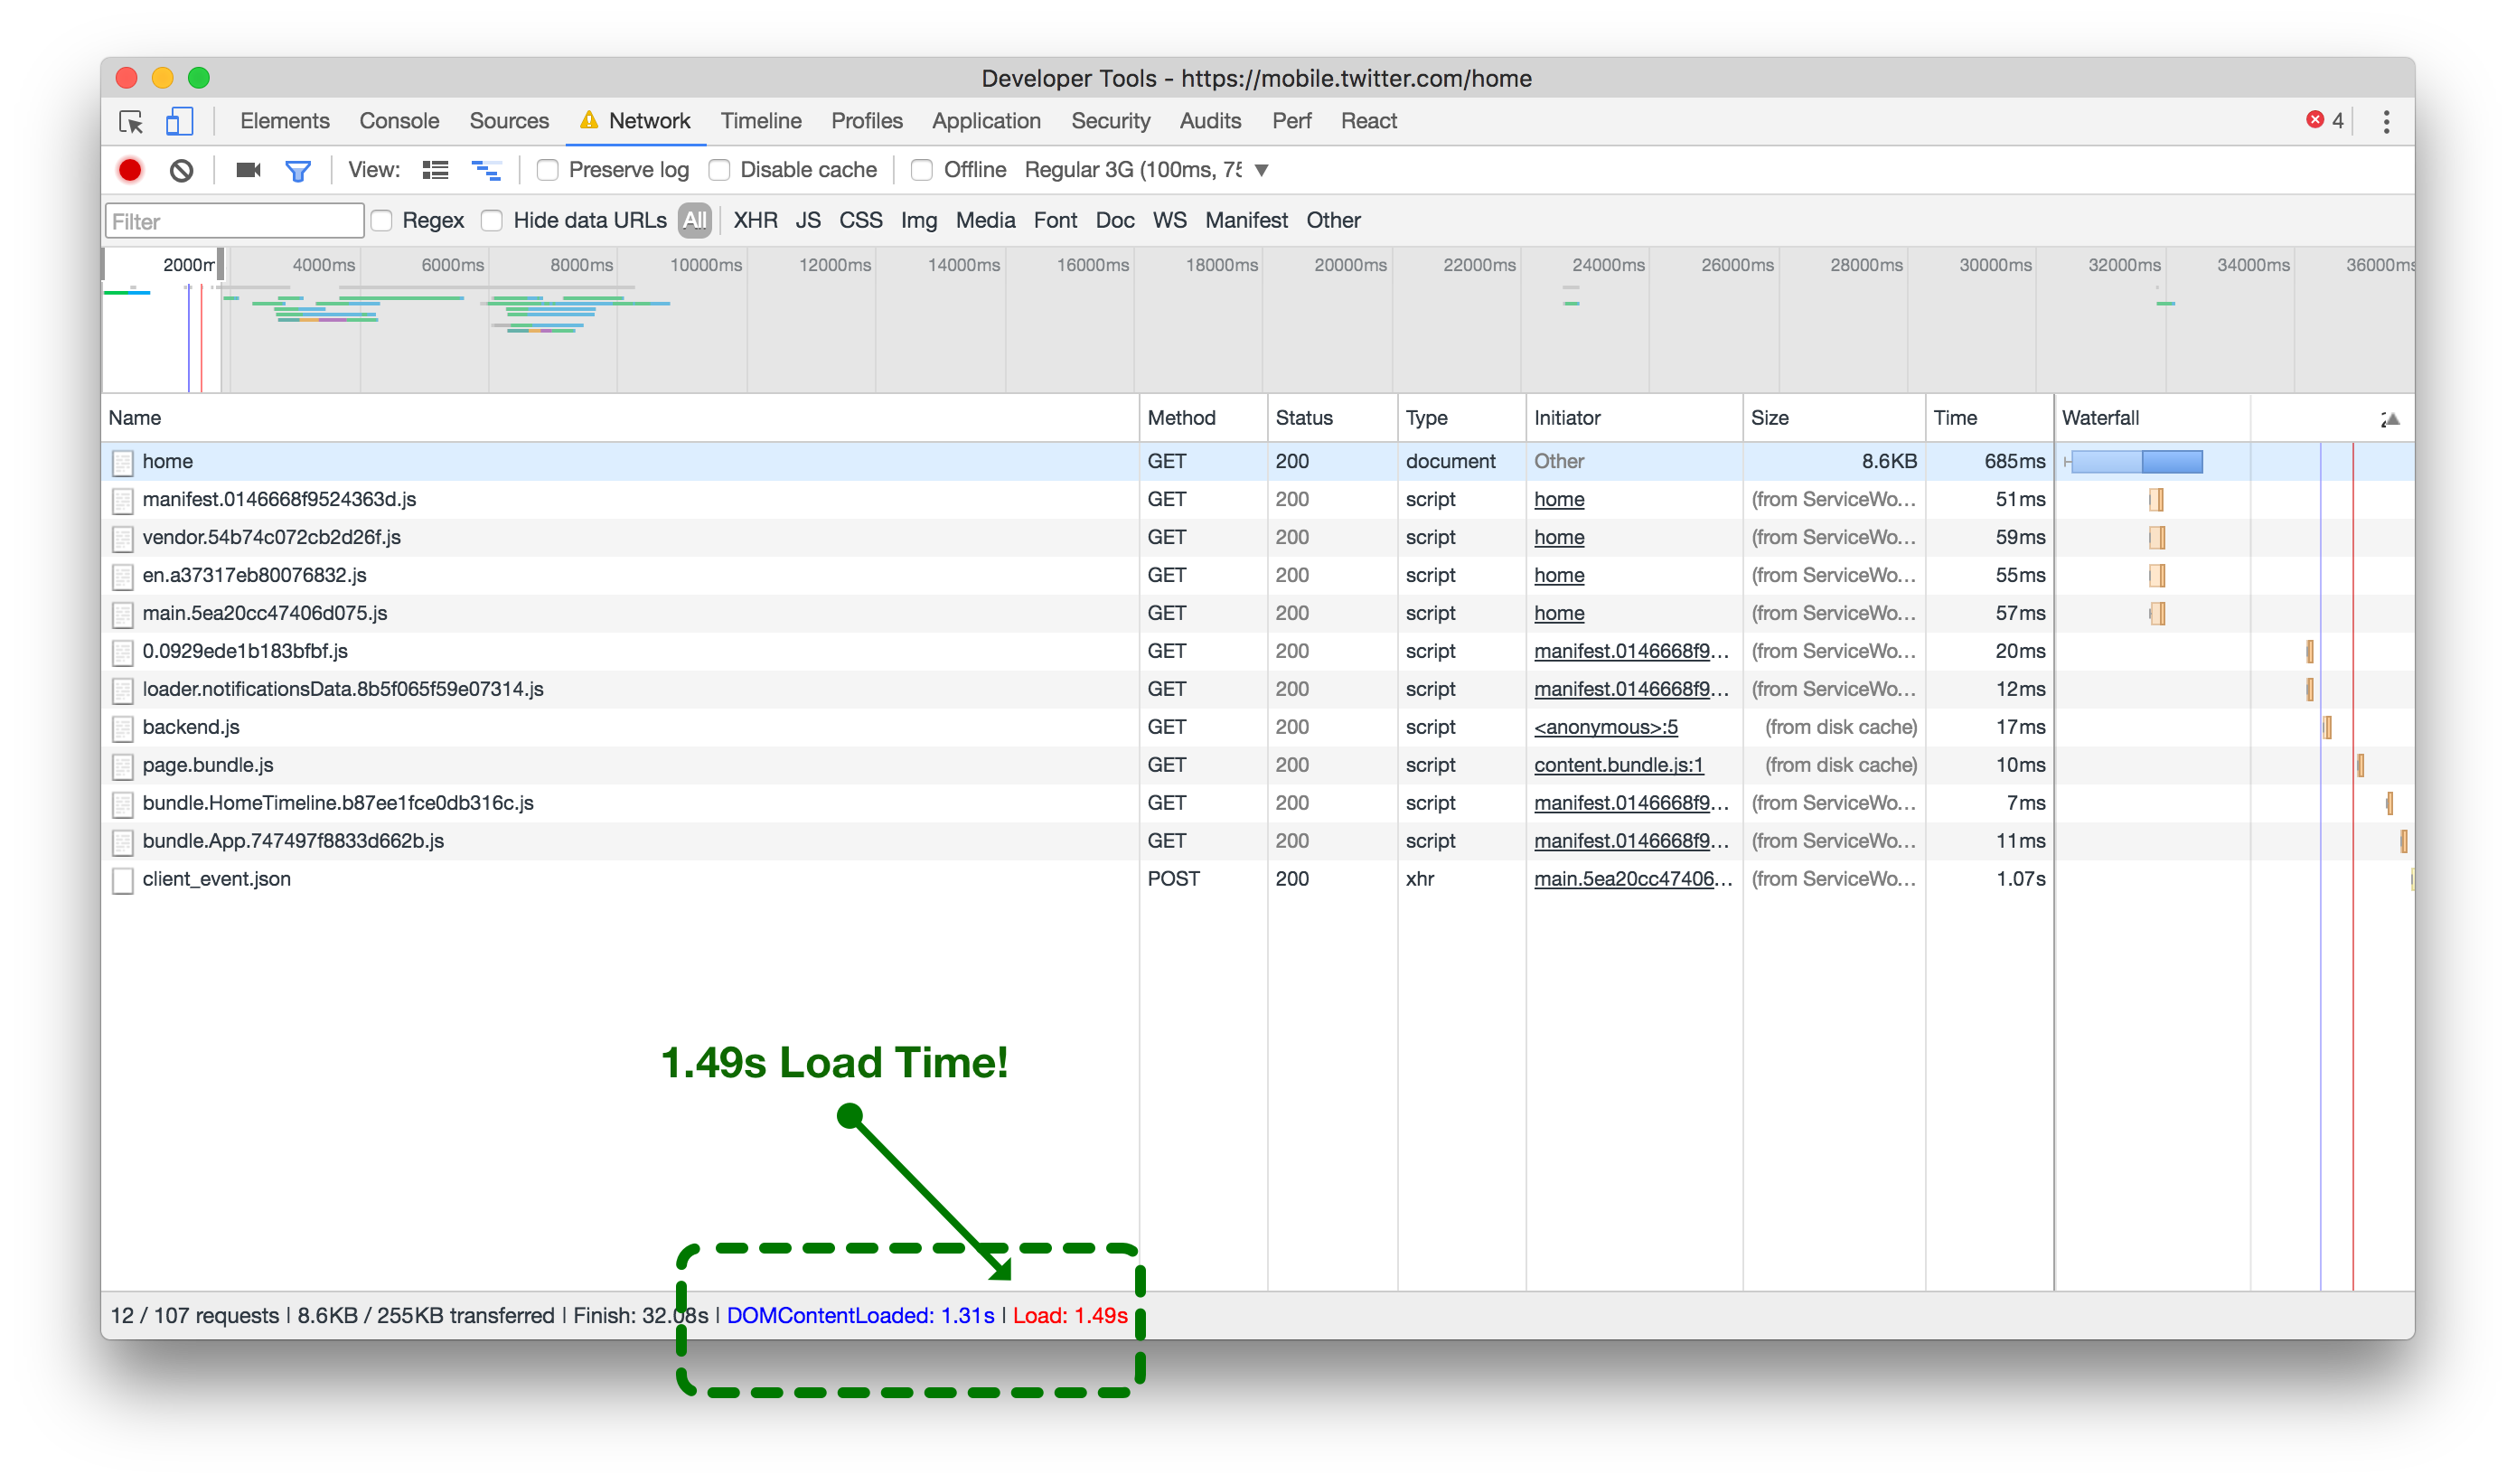 Developer Tools - https://mobile.twitter.com/home
Elements Console Sources Network Timeline Profiles Application Security Audits Perf React 4
View: Preserve log Disable cache Offline Regular 3G (100ms, 75
Filter Regex Hide data URLs All XHR JS CSS Img Media Font Doc WS Manifest Other
2000m 4000ms 6000ms 8000ms 10000ms 12000ms 14000ms 16000ms 18000ms 20000ms 22000ms 24000ms 26000ms 28000ms 30000ms 32000ms 34000ms 36000ms
Name Method Status Type Initiator Size Time Waterfall
home GET 200 document Other 8.6KB 685ms
manifest.0146668f9524363d.js GET 200 script home (from ServiceWo… 51ms
vendor.54b74c072cb2d26f.js GET 200 script home (from ServiceWo… 59ms
en.a37317eb80076832.js GET 200 script home (from ServiceWo… 55ms
main.5ea20cc47406d075.js GET 200 script home (from ServiceWo… 57ms
0.0929ede1b183bfbf.js GET 200 script manifest.0146668f9… (from ServiceWo… 20ms
loader.notificationsData.8b5f065f59e07314.js GET 200 script manifest.0146668f9… (from ServiceWo… 12ms
backend.js GET 200 script <anonymous>:5 (from disk cache) 17ms
page.bundle.js GET 200 script content.bundle.js:1 (from disk cache) 10ms
bundle.HomeTimeline.b87ee1fce0db316c.js GET 200 script manifest.0146668f9… (from ServiceWo… 7ms
bundle.App.747497f8833d662b.js GET 200 script manifest.0146668f9… (from ServiceWo… 11ms
client_event.json POST 200 xhr main.5ea20cc47406… (from ServiceWo… 1.07s
1.49s Load Time!
12 / 107 requests | 8.6KB / 255KB transferred | Finish: 32.08s | DOMContentLoaded: 1.31s | Load: 1.49s